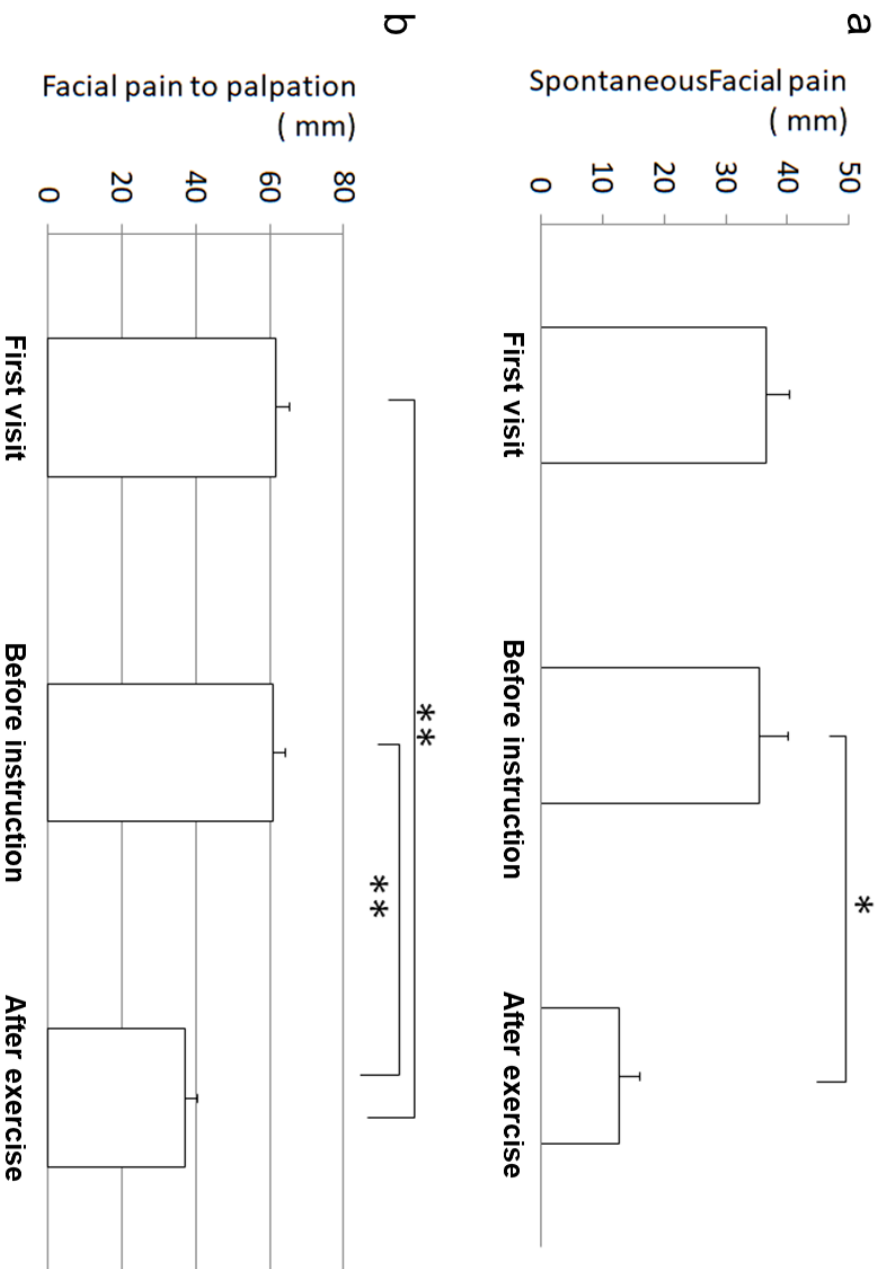 a
SpontaneousFacial pain
( mm)
50
40
30
20
10
0
*
First visit
Before instruction
After exercise
b
Facial pain to palpation
( mm)
80
60
40
20
0
**
**
First visit
Before instruction
After exercise